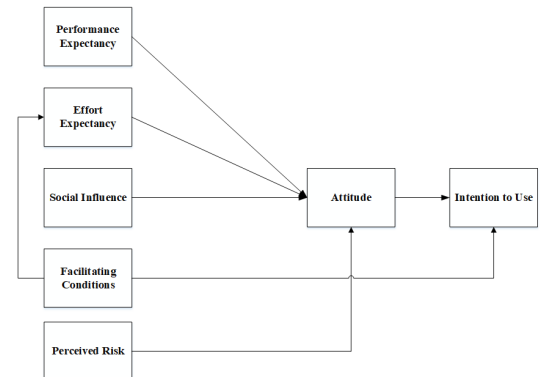 Performance
Expectancy
Effort
Expectancy
Social Influence
Attitude
Intention to Use
Facilitating
Conditions
Perceived Risk